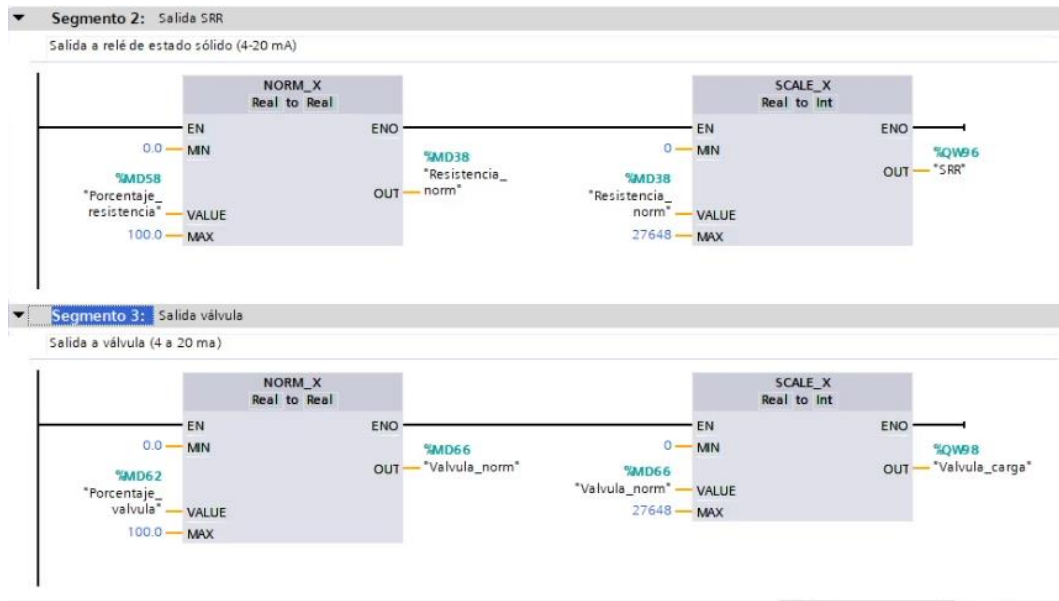 Segmento 2: Salida SRR
Salida a relé de estado sólido (4-20 mA)
NORM_X
Real to Real
EN
ENO
0.0
MIN
%MD58
"Porcentaje_
resistencia"
VALUE
100.0
MAX
%MD38
"Resistencia_
norm"
OUT
SCALE_X
Real to Int
EN
ENO
0
MIN
%MD38
"Resistencia_
norm"
VALUE
27648
MAX
%QW96
"SRR"
OUT
Segmento 3: Salida válvula
Salida a válvula (4 a 20 ma)
NORM_X
Real to Real
EN
ENO
0.0
MIN
%MD62
"Porcentaje_
valvula"
VALUE
100.0
MAX
%MD66
"Valvula_norm"
OUT
SCALE_X
Real to Int
EN
ENO
0
MIN
%MD66
"Valvula_norm"
VALUE
27648
MAX
%QW98
"Valvula_carga"
OUT